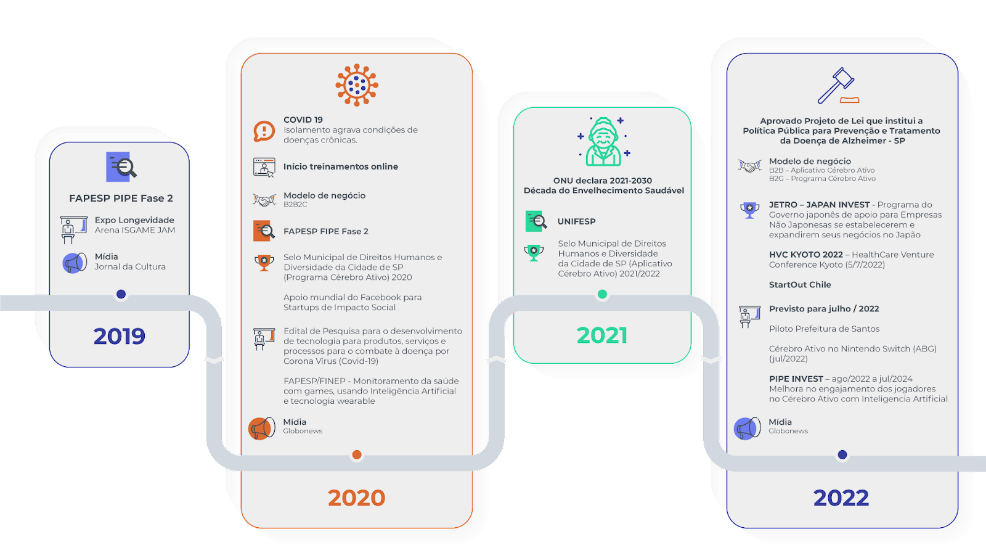 FAPESP PIPE Fase 2
Expo Longevidade
Arena ISGAME JAM
Mídia
Jornal da Cultura
2019
COVID 19
Isolamento agrava condições de
doenças crônicas.
Início treinamentos online
Modelo de negócio
B2B2C
FAPESP FIPE Fase 2
Selo Municipal de Direitos Humanos e
Diversidade da Cidade de SP
(Programa Cérebro Ativo) 2020
Apoio mundial do Facebook para
Startups de Impacto Social
Edital de Pesquisa para o desenvolvimento
de tecnologia para produtos, serviços e
processos para o combate à doença por
Corona Vírus (Covid-19)
FAPESP/FINEP - Monitoramento da saúde
com games, usando Inteligência Artificial
e tecnologia wearable
Mídia
Globonews
2020
ONU declara 2021-2030
Década do Envelhecimento Saudável
UNIFESP
Selo Municipal de Direitos
Humanos e Diversidade
da Cidade de SP (Aplicativo
Cérebro Ativo) 2021/2022
2021
Aprovado Projeto de Lei que institui a
Política Pública para Prevenção e Tratamento
da Doença de Alzheimer - SP
Modelo de negócio
B2B – Aplicativo Cérebro Ativo
B2G – Programa Cérebro Ativo
JETRO – JAPAN INVEST - Programa do
Governo japonês de apoio para Empresas
Não Japonesas se estabelecerem e
expandirem seus negócios no Japão
HVC KYOTO 2022 – HealthCare Venture
Conference Kyoto (5/7/2022)
StartOut Chile
Previsto para julho / 2022
Piloto Prefeitura de Santos
Cérebro Ativo no Nintendo Switch (ABG)
(jul/2022)
PIPE INVEST – ago/2022 a jul/2024
Melhora no engajamento dos jogadores
no Cérebro Ativo com Inteligencia Artificial
Mídia
Globonews
2022